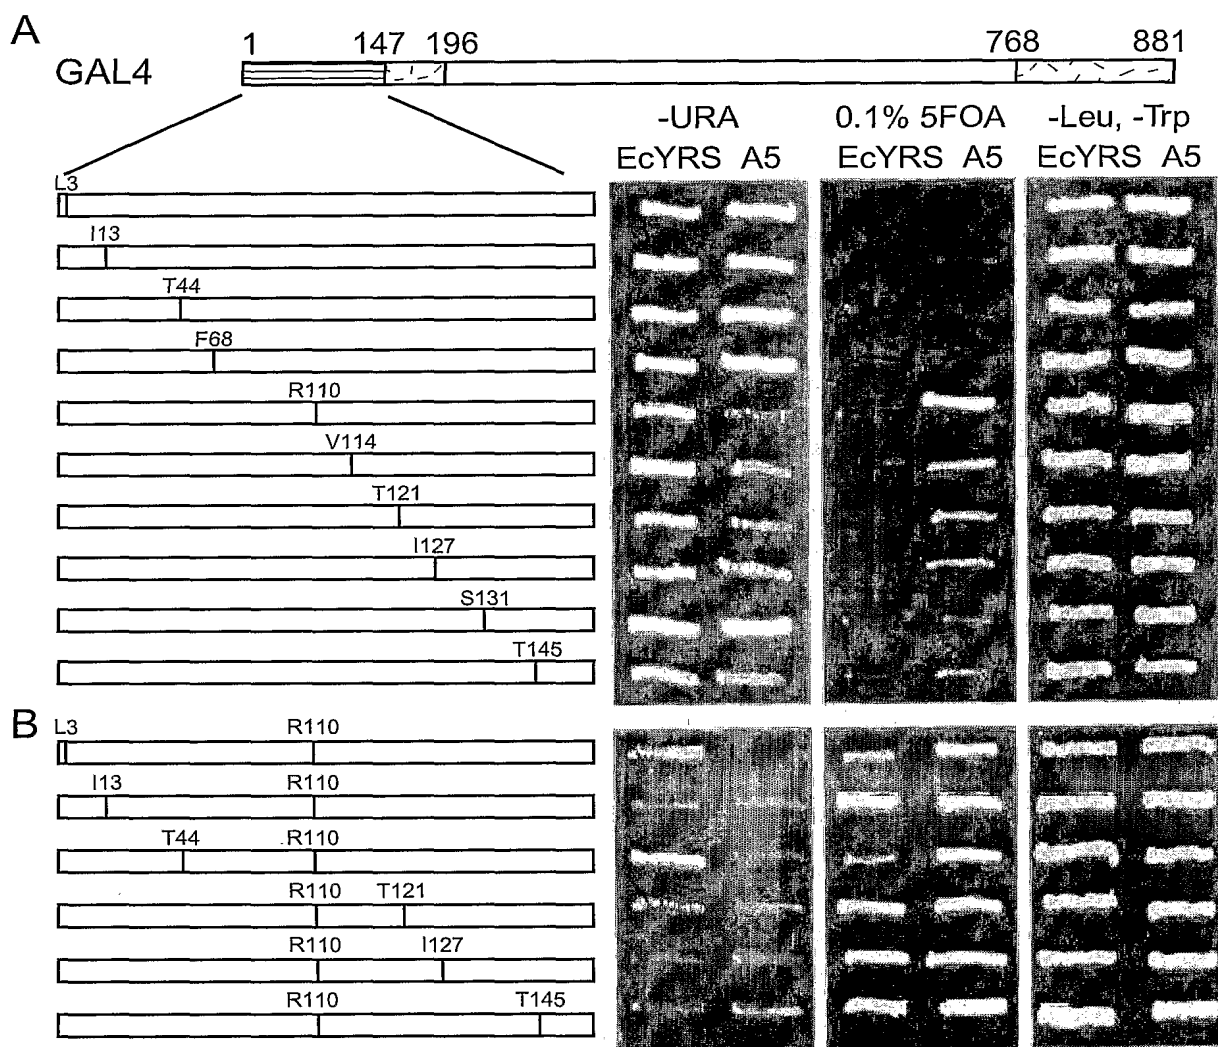 A
1 147 196 768 881
GAL4
-URA 0.1% 5FOA -Leu, -Trp
EcYRS A5 EcYRS A5 EcYRS A5
L3
I13
T44
F68
R110
V114
T121
I127
S131
T145
B
L3 R110
I13 R110
T44 R110
R110 T121
R110 I127
R110 T145